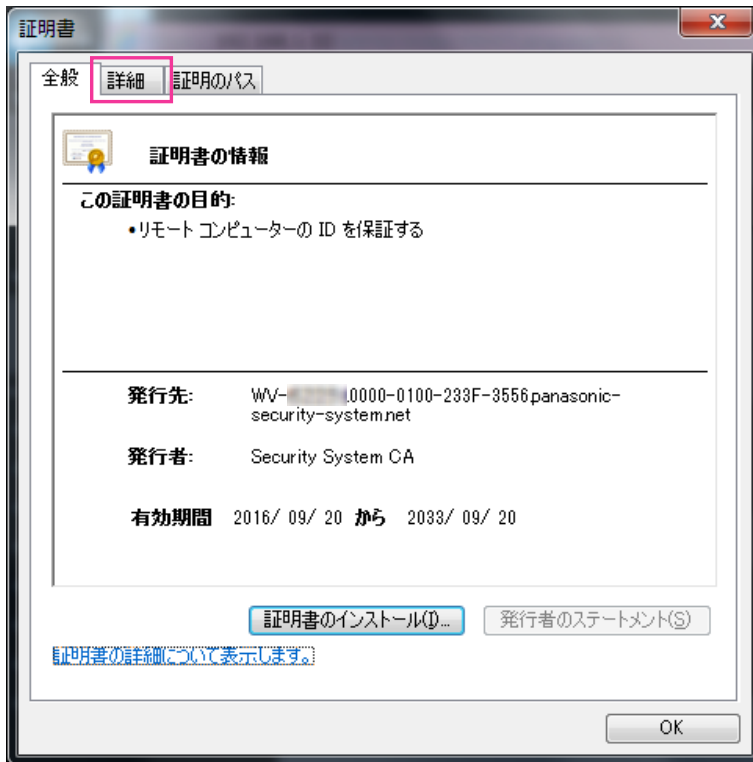 証明書
全般 詳細 証明のパス
証明書の情報
この証明書の目的:
•リモート コンピューターの ID を保証する
発行先: WV- .0000-0100-233F-3556.panasonic-
security-system.net
発行者: Security System CA
有効期間 2016/ 09/ 20 から 2033/ 09/ 20
証明書のインストール(I)... 発行者のステートメント(S)
証明書の詳細について表示します。
OK